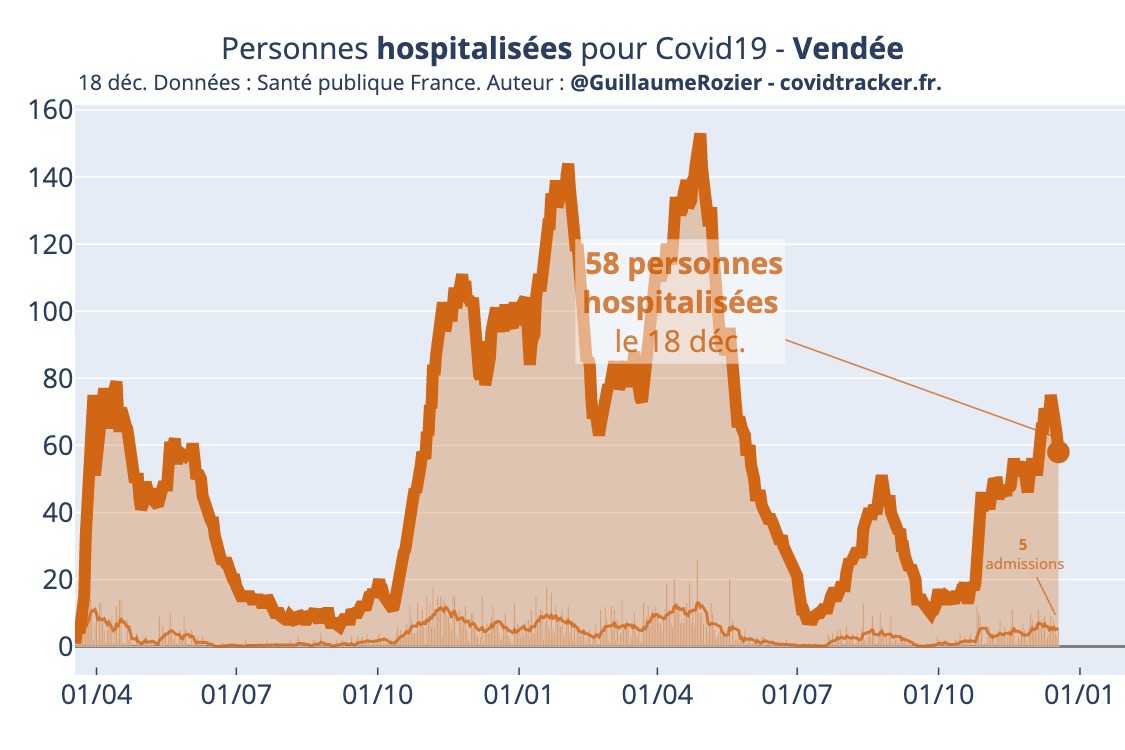 Personnes hospitalisées pour Covid19 - Vendée
18 déc. Données : Santé publique France. Auteur : @GuillaumeRozier - covidtracker.fr.
160
140
120
100
80
60
40
20
0
58 personnes
hospitalisées
le 18 déc.
5
admissions
01/04 01/07 01/10 01/01 01/04 01/07 01/10 01/01